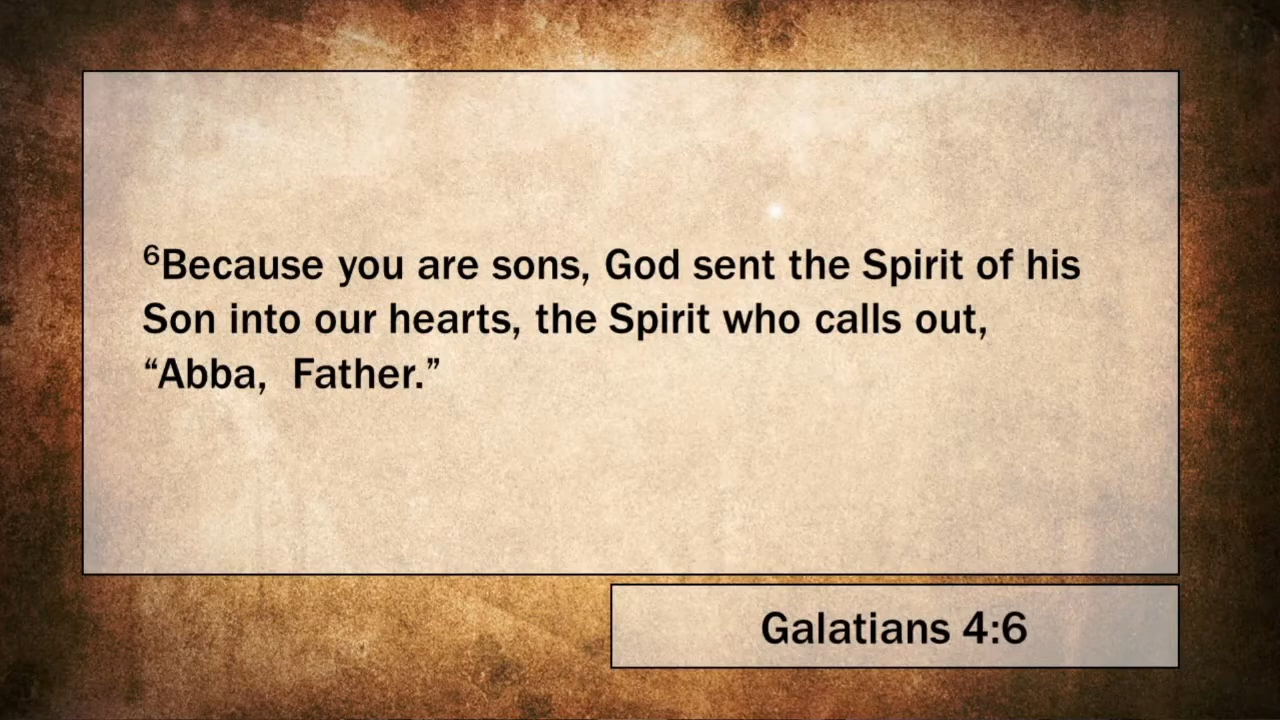 ⁶Because you are sons, God sent the Spirit of his
Son into our hearts, the Spirit who calls out,
“Abba,  Father.”
Galatians 4:6